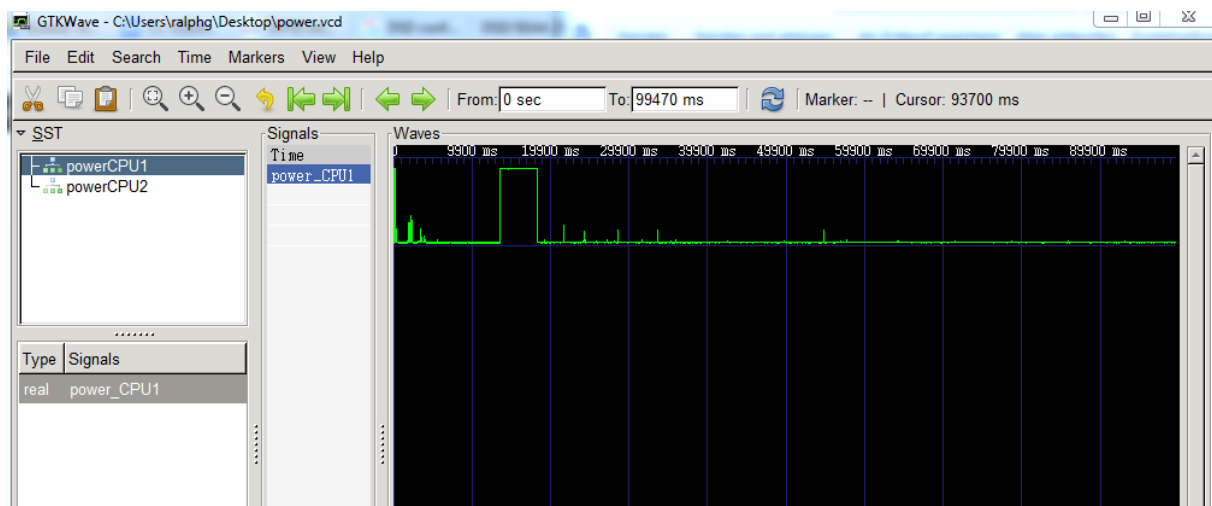 GTKWave - C:\Users\ralphg\Desktop\power.vcd
File Edit Search Time Markers View Help
From: 0 sec To: 99470 ms Marker: -- | Cursor: 93700 ms
SST
powerCPU1
powerCPU2
Type Signals
real power_CPU1
Signals
Time
power_CPU1
Waves
0 9900 ms 19900 ms 29900 ms 39900 ms 49900 ms 59900 ms 69900 ms 79900 ms 89900 ms